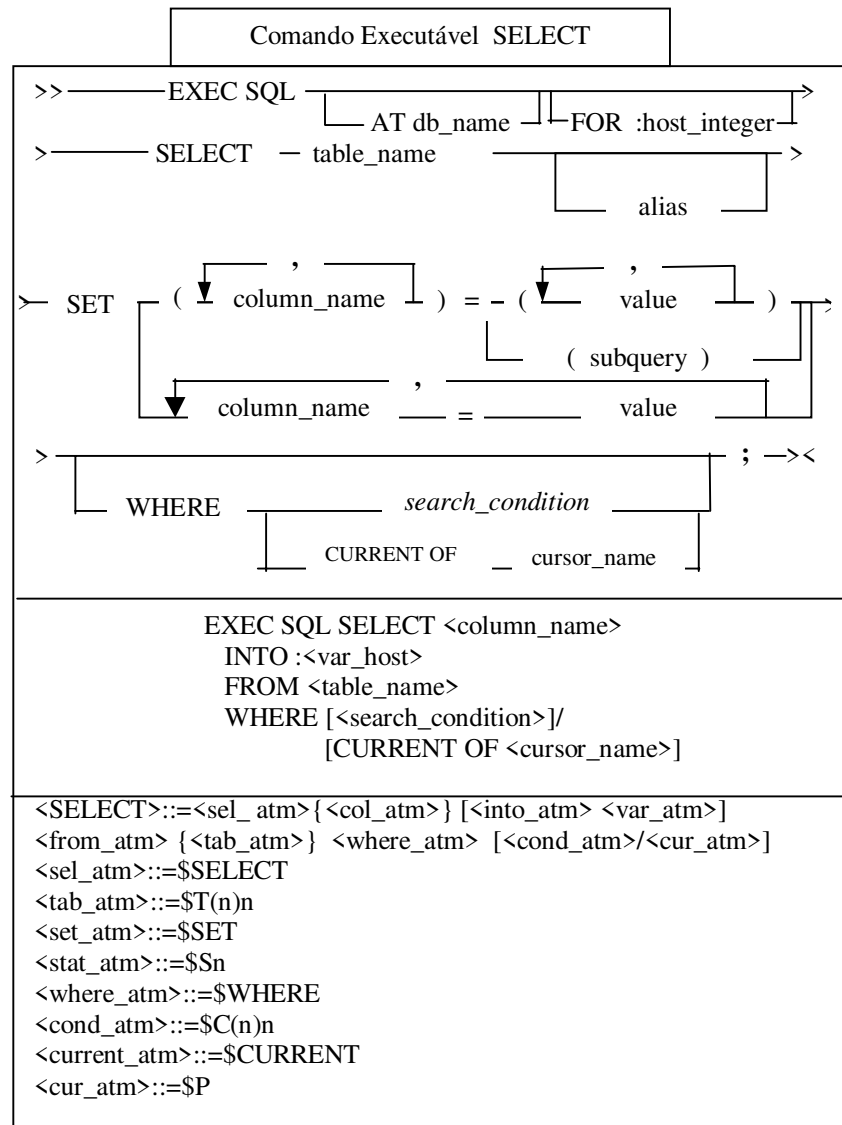 Comando Executável SELECT
>> EXEC SQL >
AT db_name FOR :host_integer
> SELECT table_name >
alias
, ,
> SET ( column_name ) = ( value ) >
( subquery )
,
column_name = value
> ; ><
WHERE search_condition
CURRENT OF cursor_name
EXEC SQL SELECT <column_name>
INTO :<var_host>
FROM <table_name>
WHERE [<search_condition>]/
[CURRENT OF <cursor_name>]
<SELECT>::=<sel_ atm>{<col_atm>} [<into_atm> <var_atm>]
<from_atm> {<tab_atm>} <where_atm> [<cond_atm>/<cur_atm>]
<sel_atm>::=$SELECT
<tab_atm>::=$T(n)n
<set_atm>::=$SET
<stat_atm>::=$Sn
<where_atm>::=$WHERE
<cond_atm>::=$C(n)n
<current_atm>::=$CURRENT
<cur_atm>::=$P